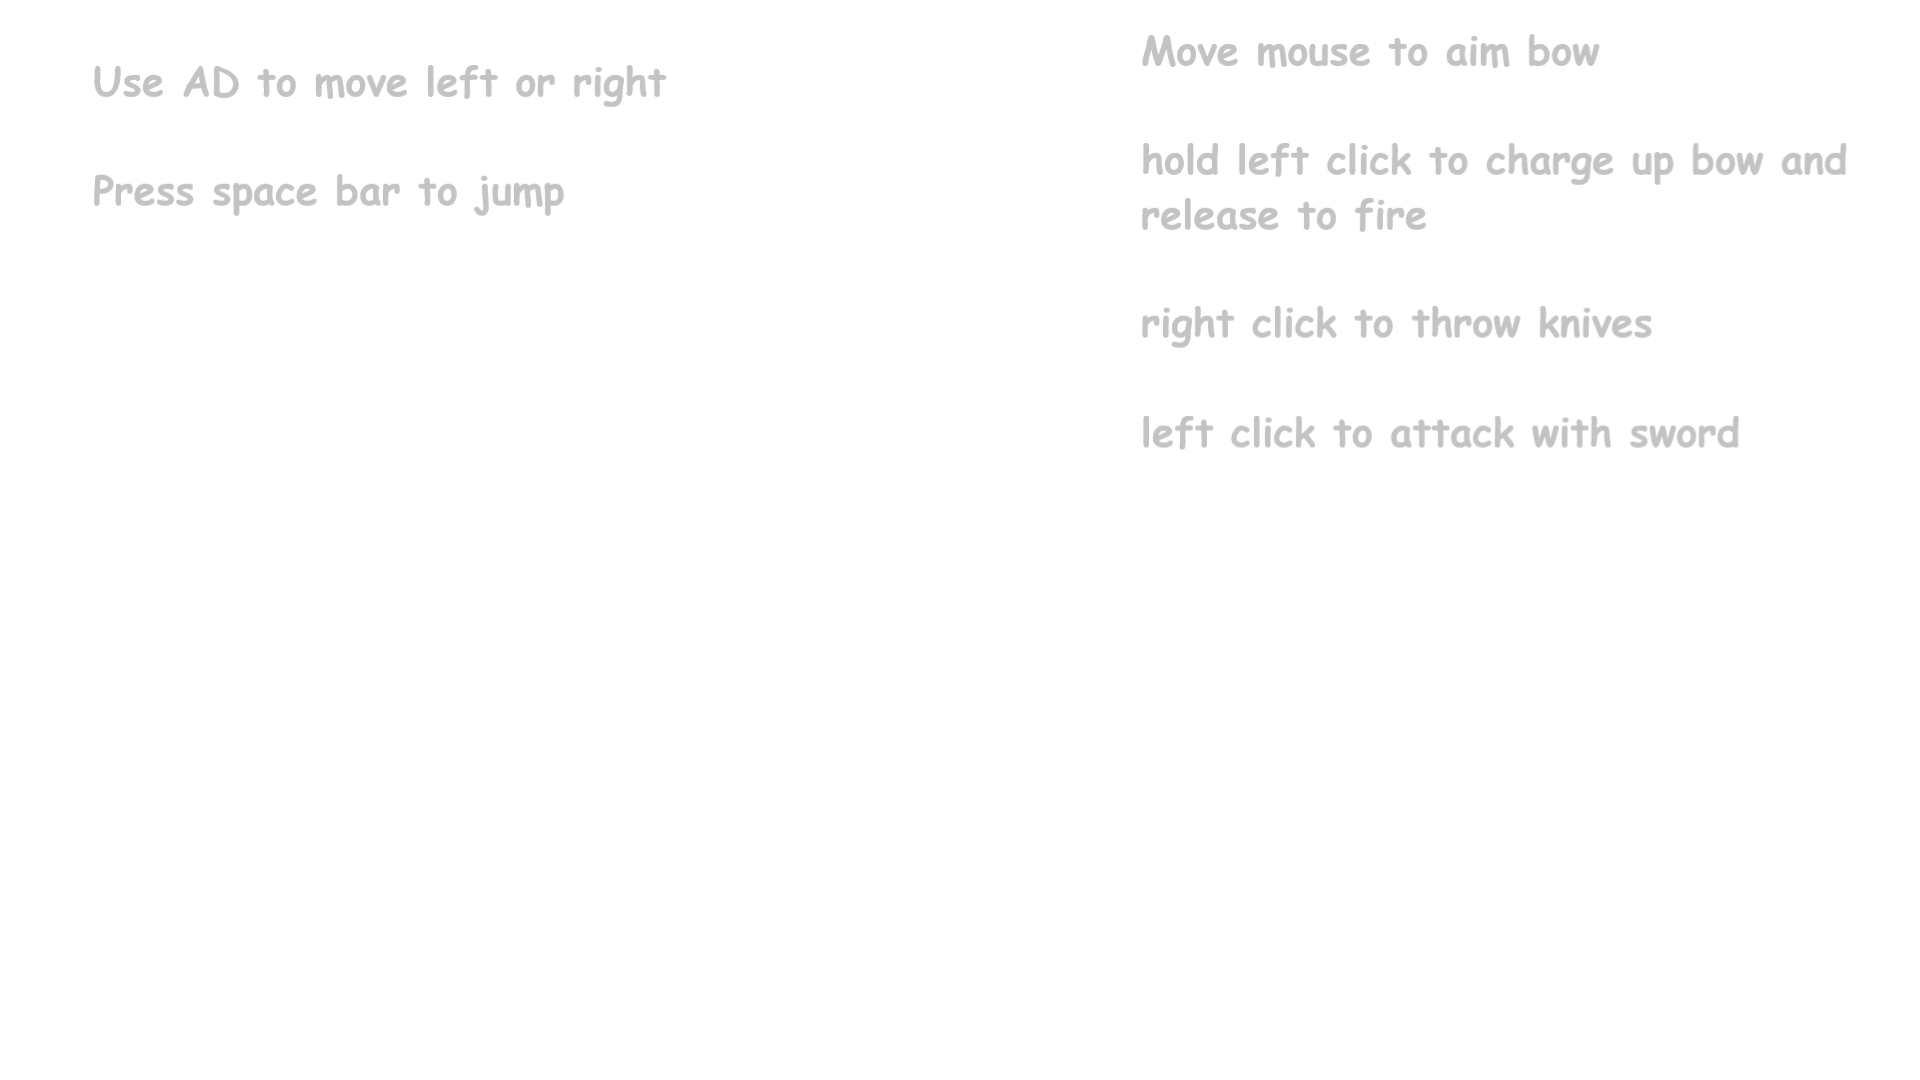 Use AD to move left or right
Press space bar to jump
Move mouse to aim bow
hold left click to charge up bow and
release to fire
right click to throw knives
left click to attack with sword